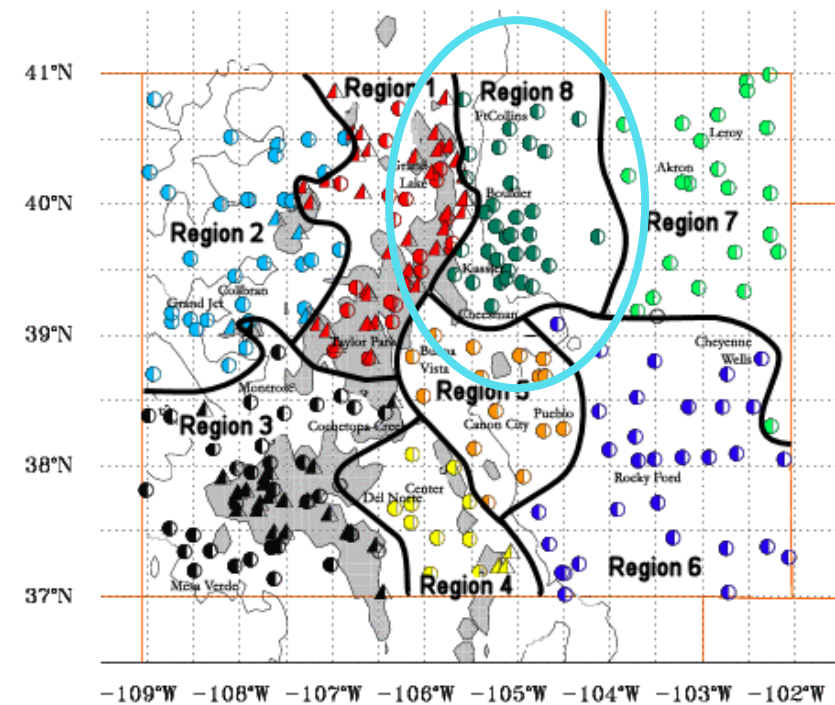 41°N
Region 1
Region 8
FtCollins
Leroy
Grand
Lake
Akron
40°N
Boulder
Region 2
Region 7
Kassler
Collbran
Grand Jct
Cheesman
39°N
Taylor Park
Buena
Vista
Cheyenne
Wells
Montrose
Region 5
Region 3
Cochetopa Creek
Canon City
Pueblo
38°N
Rocky Ford
Del Norte
Center
Mesa Verde
Region 4
Region 6
37°N
-109°W -108°W -107°W -106°W -105°W -104°W -103°W -102°W